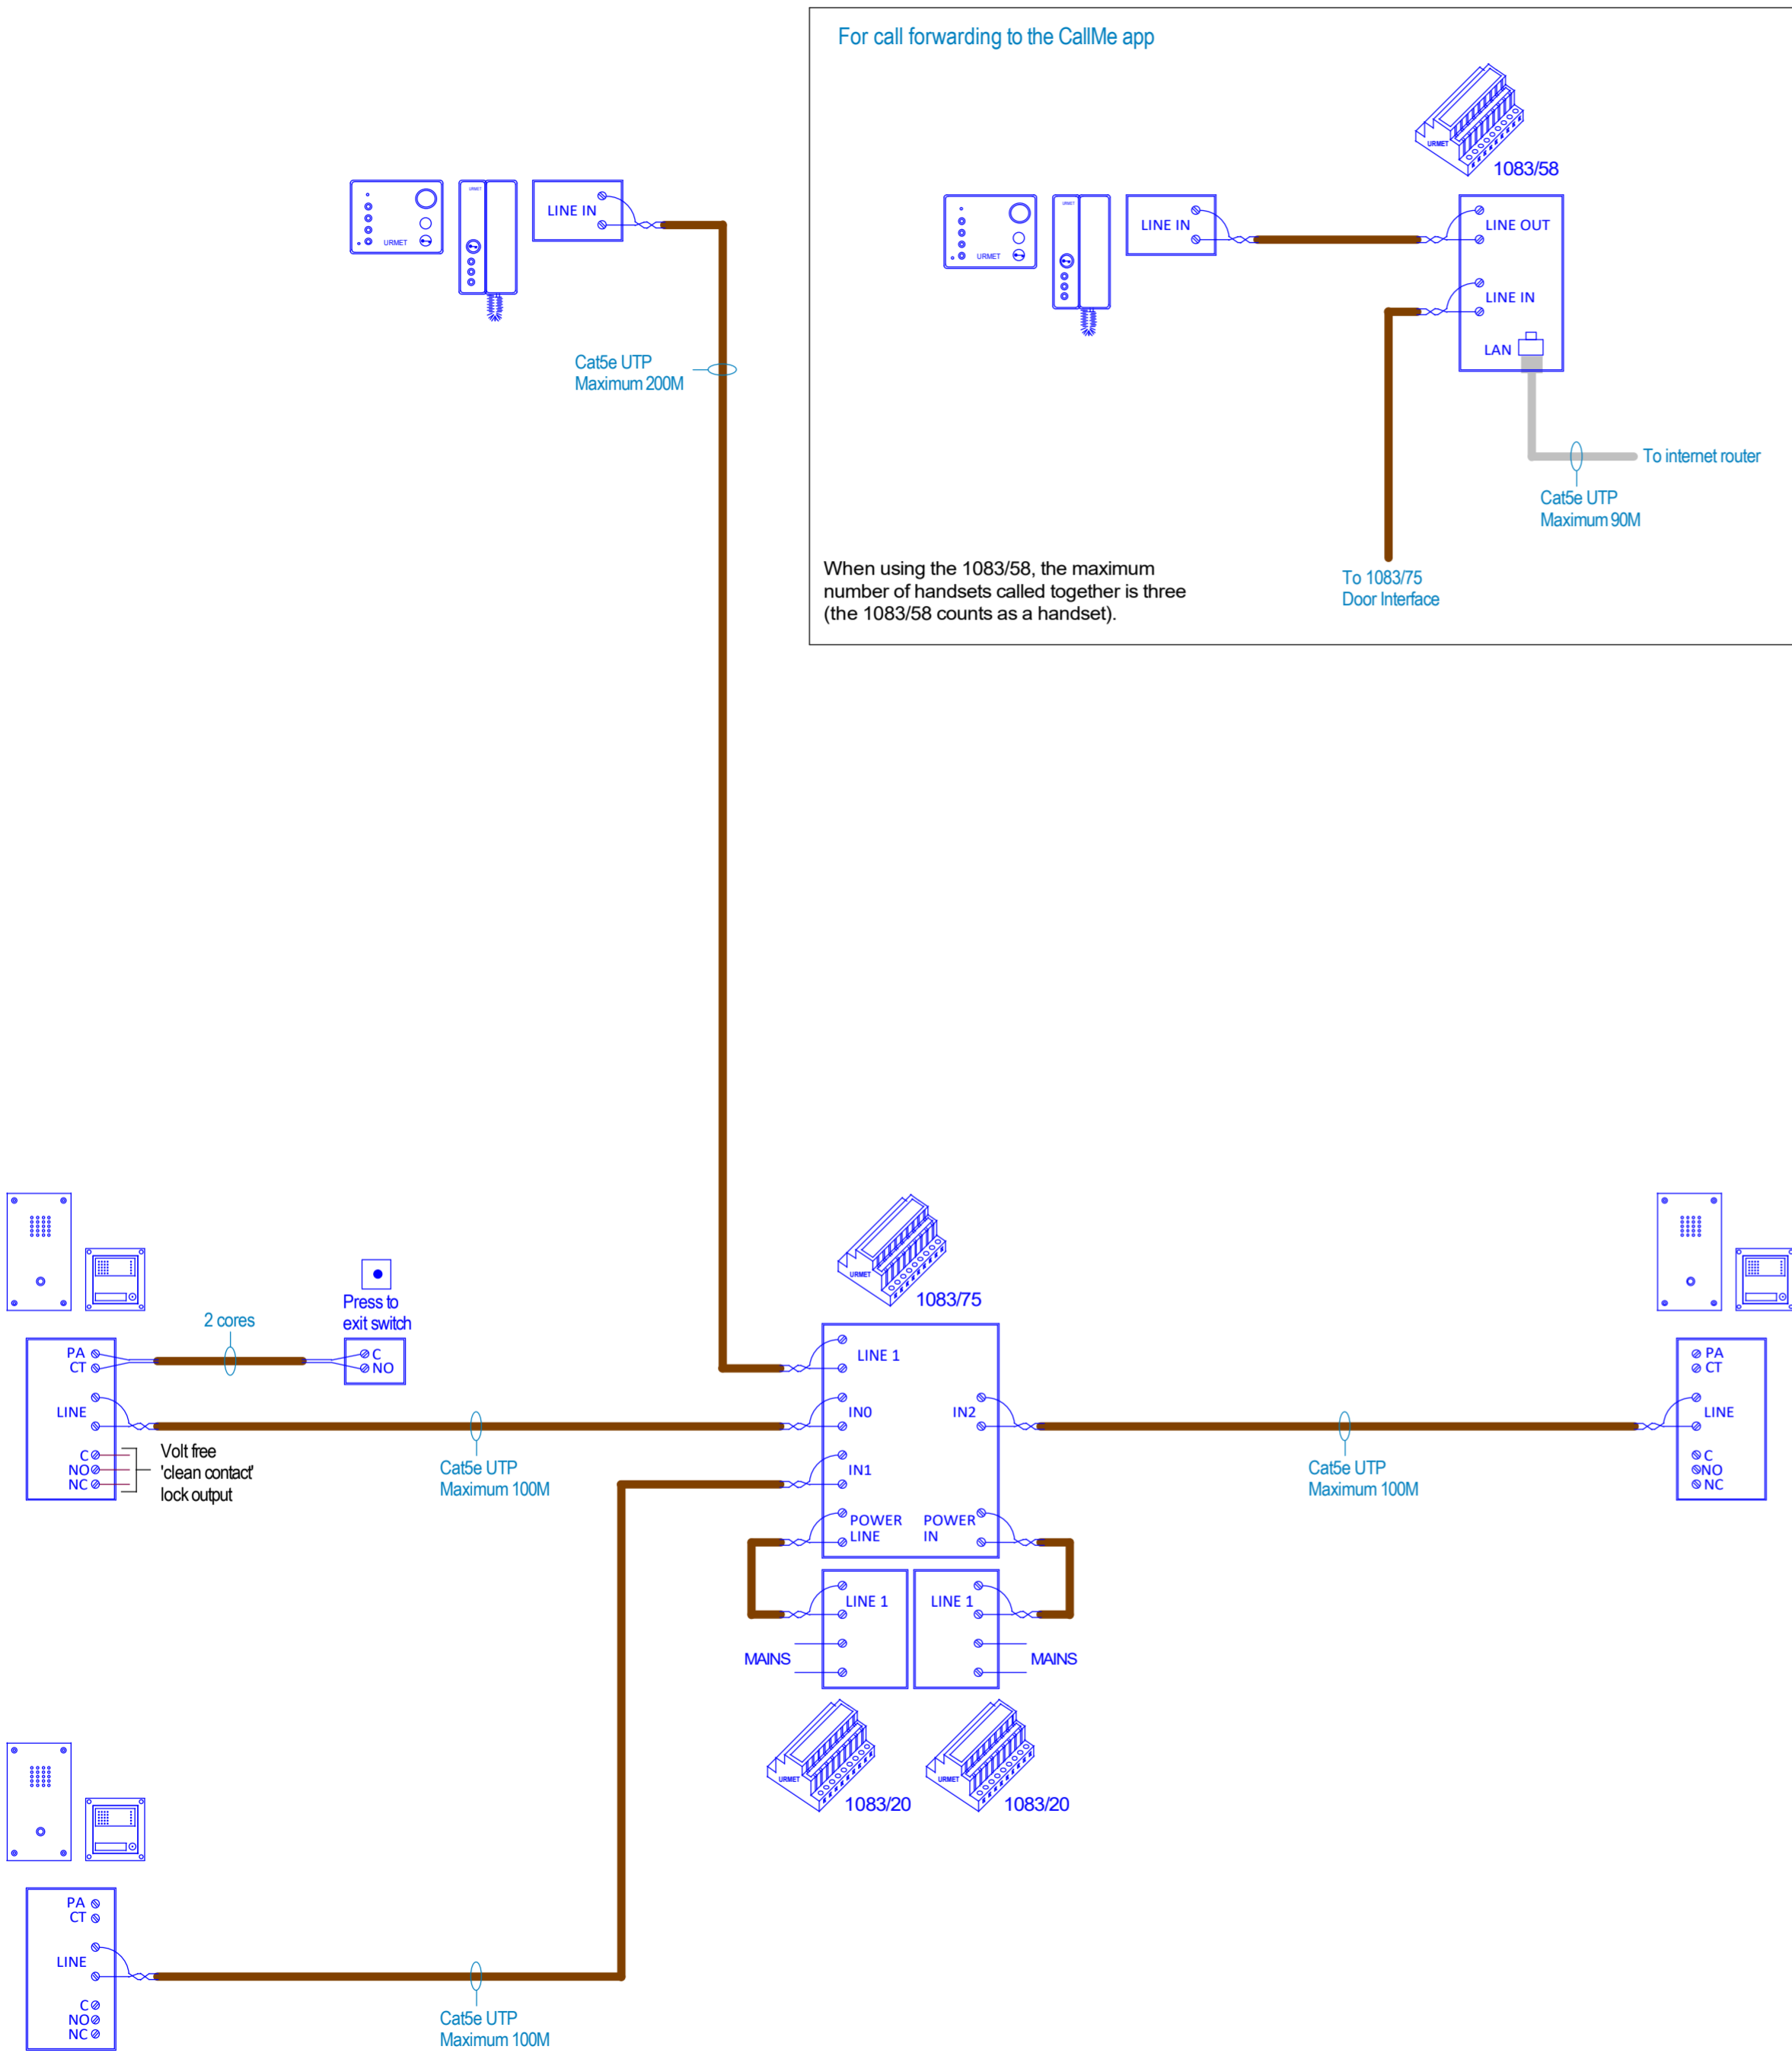 For call forwarding to the CallMe app
URMET
1083/58
URMET
URMET
LINE IN
URMET
URMET
LINE IN
LINE OUT
LINE IN
LAN
Cat5e UTP
Maximum 200M
To internet router
Cat5e UTP
Maximum 90M
When using the 1083/58, the maximum
number of handsets called together is three
(the 1083/58 counts as a handset).
To 1083/75
Door Interface
URMET
1083/75
Press to
exit switch
2 cores
PA
CT
LINE
C
NO
NC
C
NO
Volt free
'clean contact'
lock output
Cat5e UTP
Maximum 100M
LINE 1
IN0
IN1
POWER
LINE
IN2
POWER
IN
Cat5e UTP
Maximum 100M
PA
CT
LINE
C
NO
NC
LINE 1
LINE 1
MAINS
MAINS
URMET
1083/20
URMET
1083/20
PA
CT
LINE
C
NO
NC
Cat5e UTP
Maximum 100M